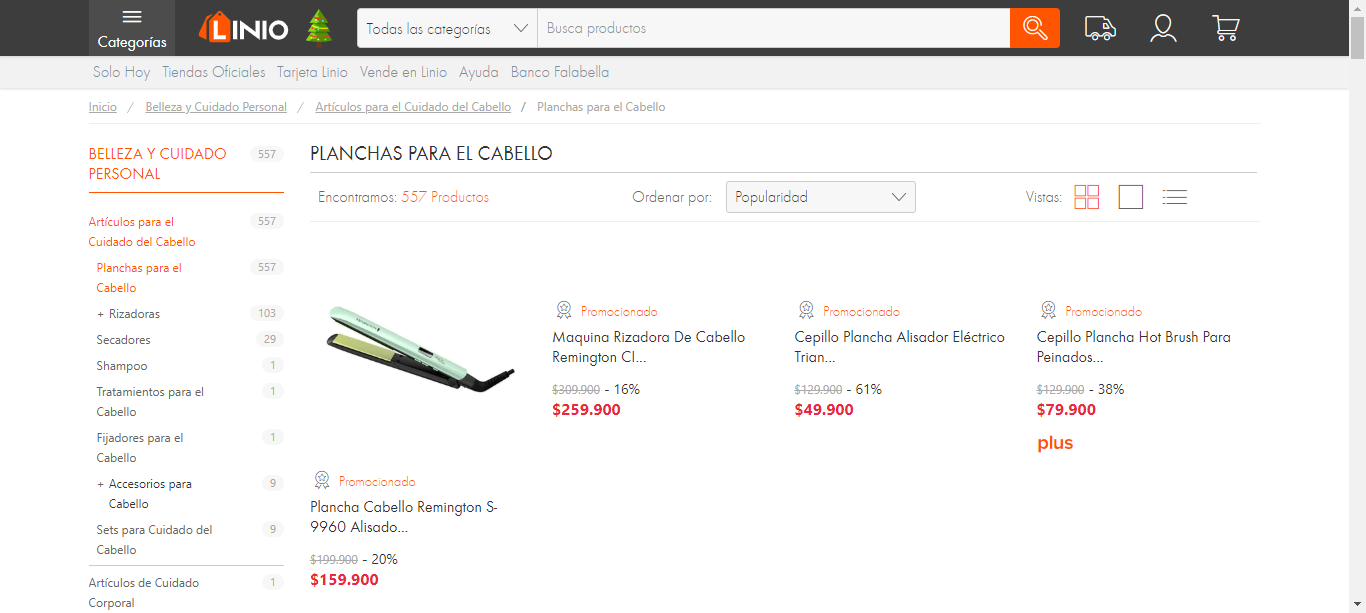 Categorías
LINIO
Todas las categorías
Busca productos
Solo Hoy
Tiendas Oficiales
Tarjeta Linio
Vende en Linio
Ayuda
Banco Falabella
Inicio / Belleza y Cuidado Personal / Artículos para el Cuidado del Cabello / Planchas para el Cabello
BELLEZA Y CUIDADO 557
PERSONAL
Artículos para el 557
Cuidado del Cabello
Planchas para el 557
Cabello
+ Rizadoras 103
Secadores 29
Shampoo 1
Tratamientos para el 1
Cabello
Fijadores para el 1
Cabello
+ Accesorios para 9
Cabello
Sets para Cuidado del 9
Cabello
Artículos de Cuidado 1
Corporal
PLANCHAS PARA EL CABELLO
Encontramos: 557 Productos
Ordenar por: Popularidad
Vistas:
Promocionado
Plancha Cabello Remington S-
9960 Alisado...
$199.900 - 20%
$159.900
Promocionado
Maquina Rizadora De Cabello
Remington CI...
$309.900 - 16%
$259.900
Promocionado
Cepillo Plancha Alisador Eléctrico
Trian...
$129.900 - 61%
$49.900
Promocionado
Cepillo Plancha Hot Brush Para
Peinados...
$129.900 - 38%
$79.900
plus